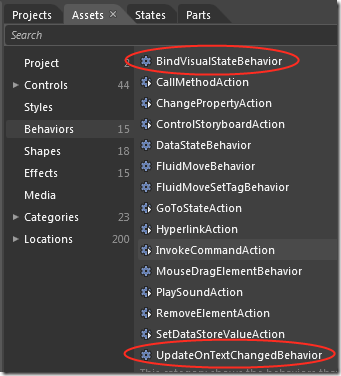 Projects Assets × States Parts
Search
Project 2
Controls 44
Styles
Behaviors 15
Shapes 18
Effects 15
Media
Categories 23
Locations 200
BindVisualStateBehavior
CallMethodAction
ChangePropertyAction
ControlStoryboardAction
DataStateBehavior
FluidMoveBehavior
FluidMoveSetTagBehavior
GoToStateAction
HyperlinkAction
InvokeCommandAction
MouseDragElementBehavior
PlaySoundAction
RemoveElementAction
SetDataStoreValueAction
UpdateOnTextChangedBehavior